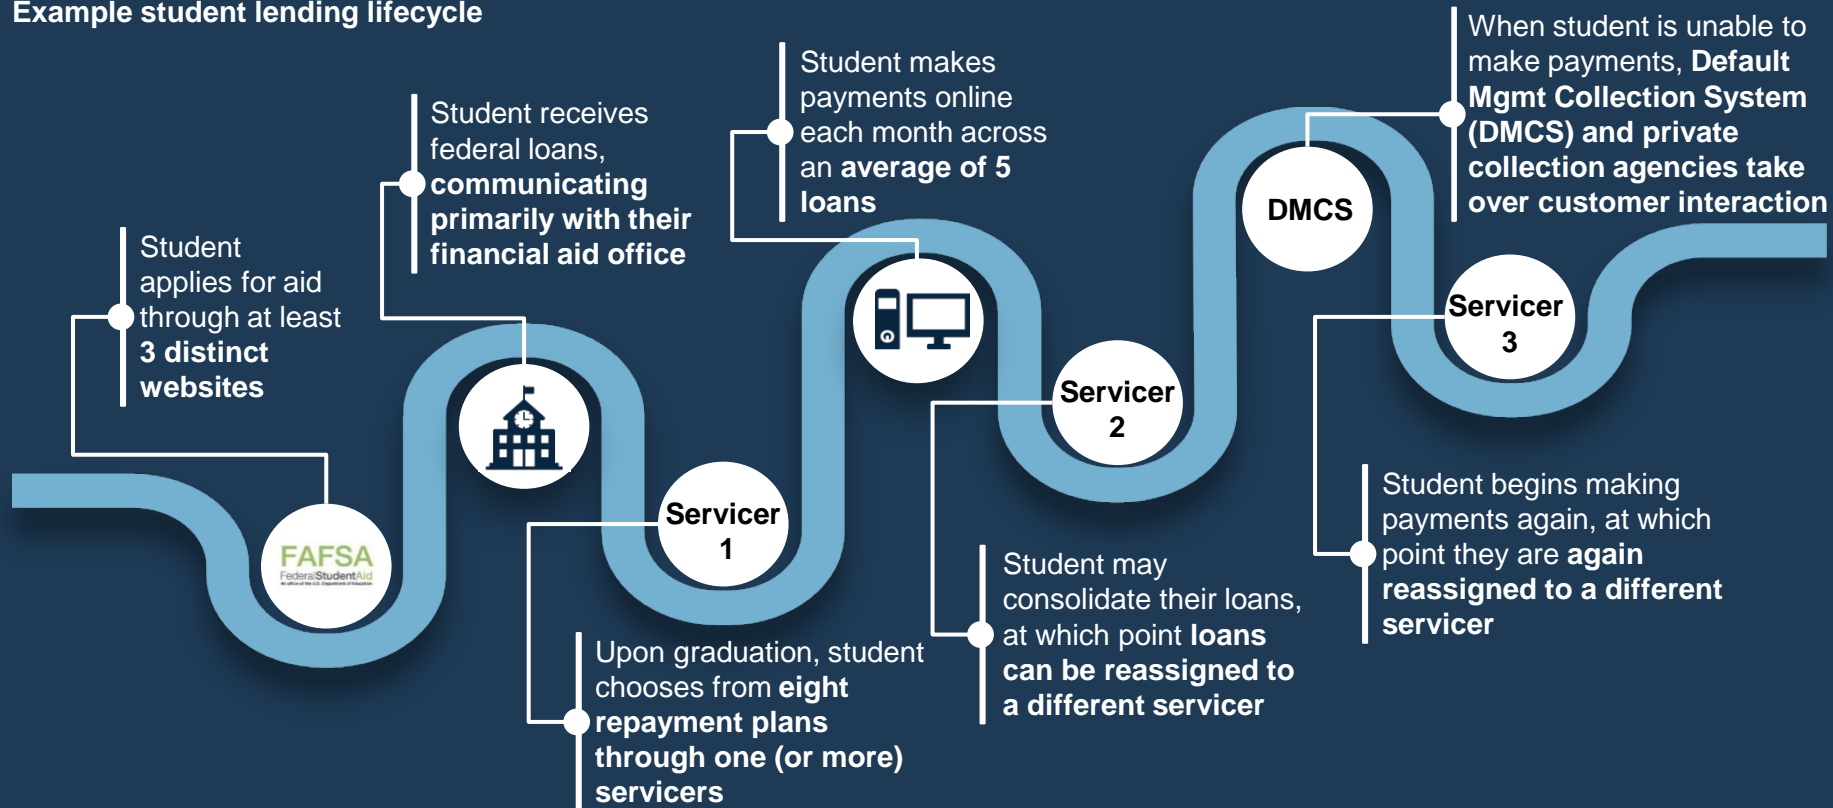 Example student lending lifecycle
Student
applies for aid
through at least
3 distinct
websites
FAFSA
FederalStudentAid
Student receives
federal loans,
communicating
primarily with their
financial aid office
Upon graduation, student
chooses from eight
repayment plans
through one (or more)
servicers
Servicer
1
Student makes
payments online
each month across
an average of 5
loans
Student may
consolidate their loans,
at which point loans
can be reassigned to
a different servicer
Servicer
2
When student is unable to
make payments, Default
Mgmt Collection System
(DMCS) and private
collection agencies take
over customer interaction
DMCS
Student begins making
payments again, at which
point they are again
reassigned to a different
servicer
Servicer
3